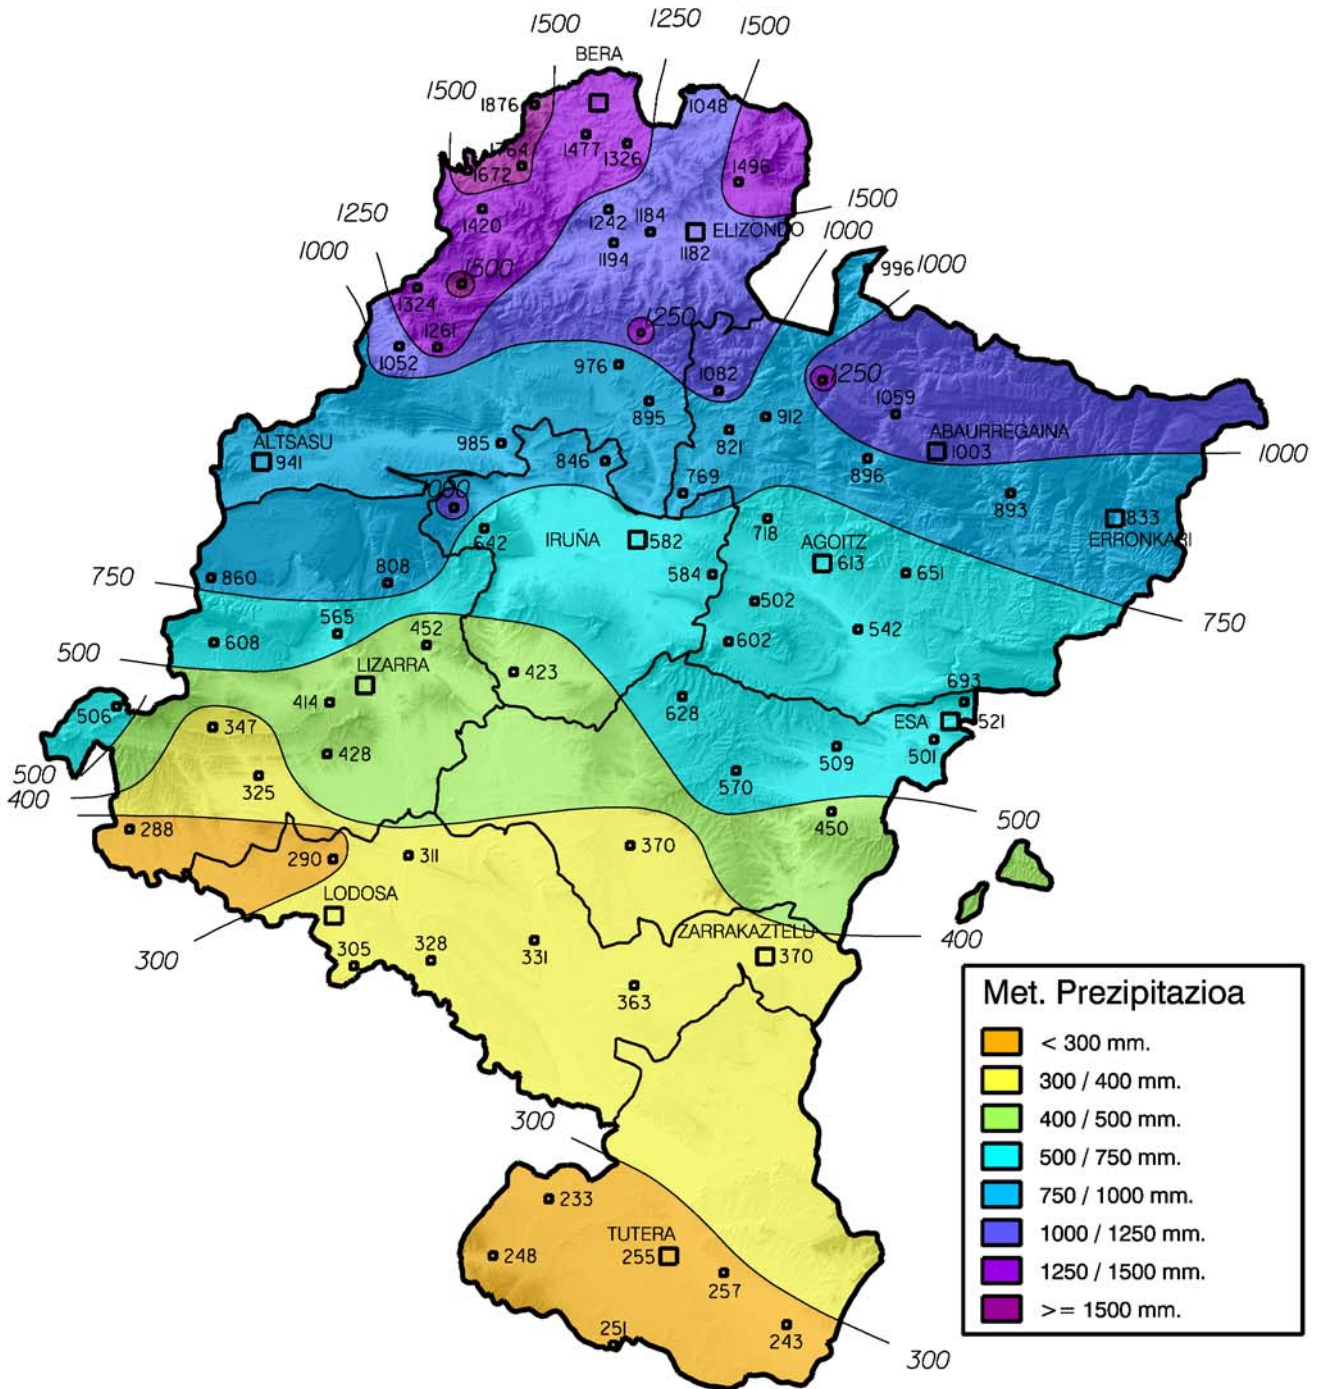 1500 1250 1500
BERA
1500
1876
1048
1764 1477 1326
1672 1496
1420 1242 1184 1500
1250 ELIZONDO
1000 1194 1182 1000
1500 996 1000
1324
1261 1250
1052 976
1082 1250
895 1059
912
ALTSASU 985 821 ABAURREGAINA
941 846 1003 1000
769 896
893
642 718 833
IRUÑA 582 AGOITZ ERRONKARI
613
750 860 808 584 651
565 502 750
608 452 602 542
500 LIZARRA 423
414 628 693
506 347 ESA 521
500 428 509 501
400 325 570
288 450 500
290 311 370
LODOSA
300 305 328 331 ZARRAKAZTELU 400
370
363
Met. Prezipitazioa
< 300 mm.
300 / 400 mm.
400 / 500 mm.
500 / 750 mm.
750 / 1000 mm.
1000 / 1250 mm.
1250 / 1500 mm.
>= 1500 mm.
300
233
TUTERA
248 255
257
251 243
300